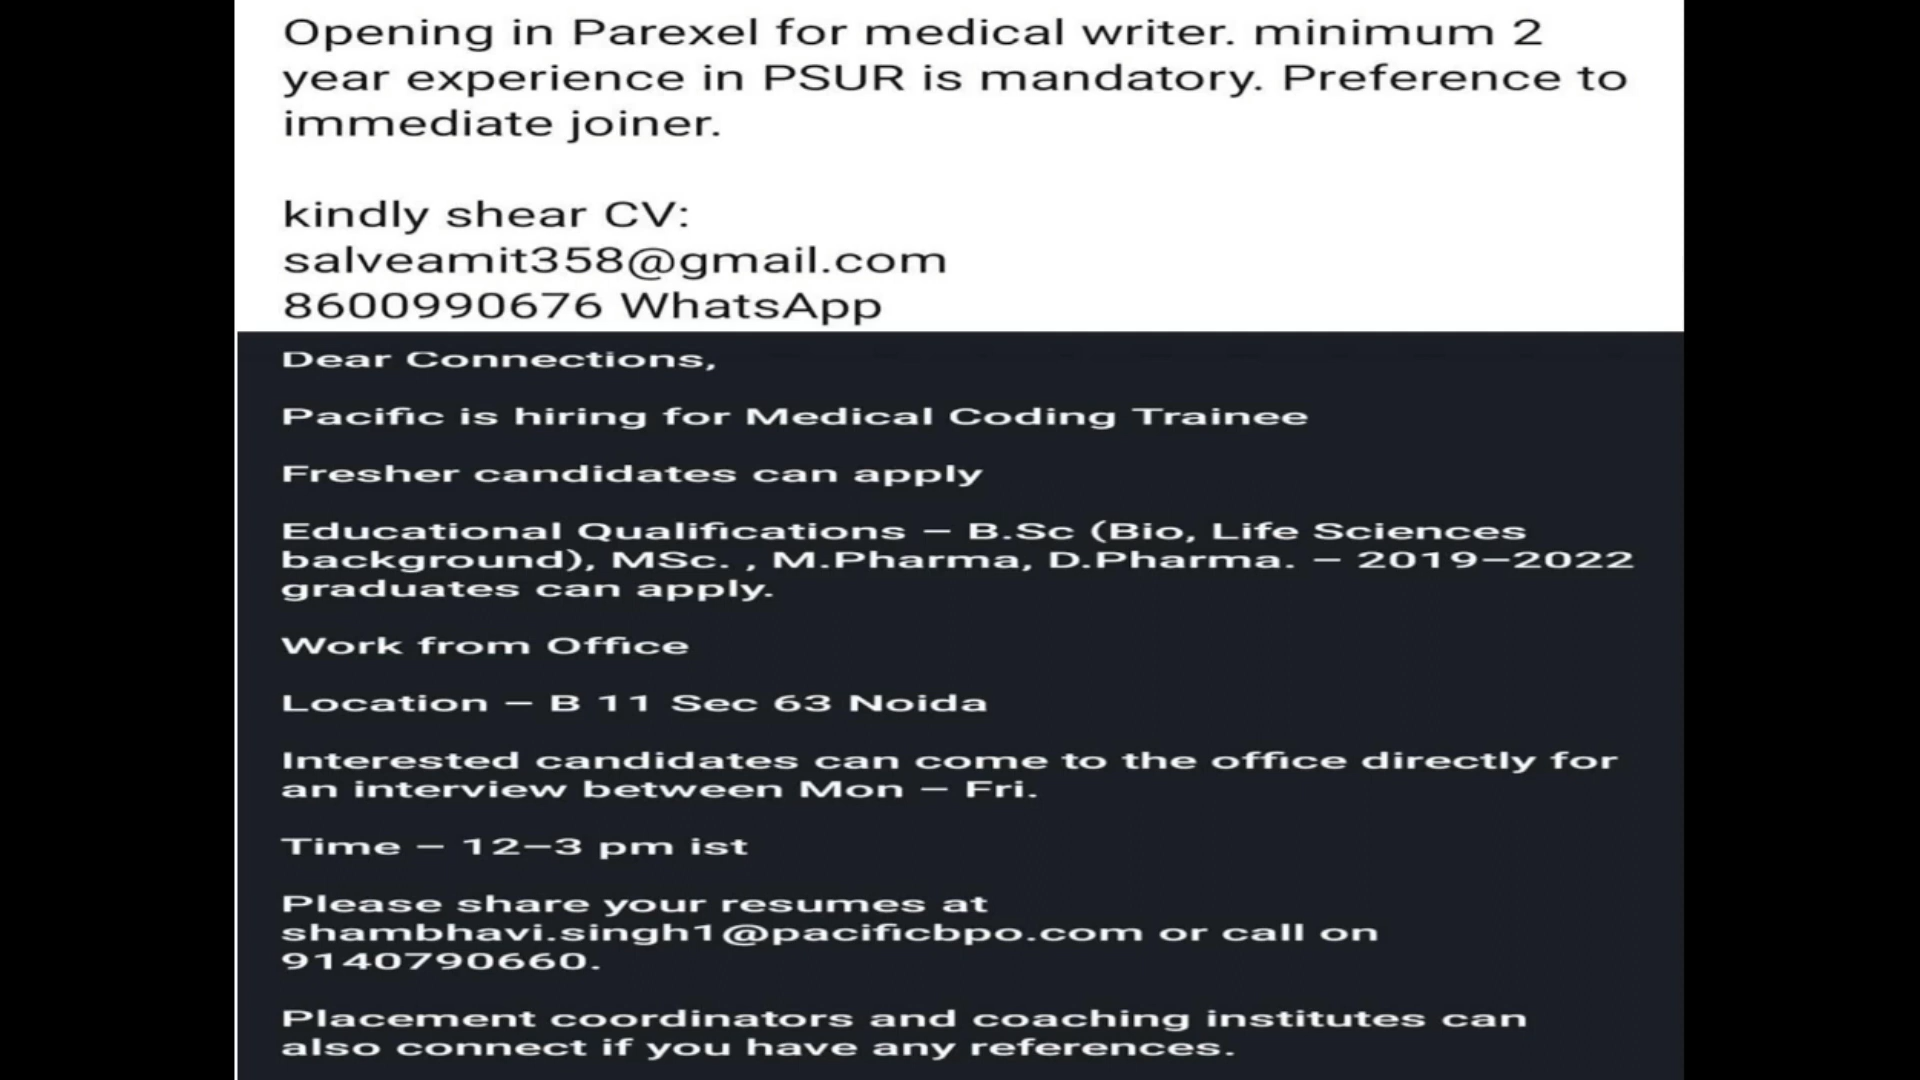 Opening in Parexel for medical writer. minimum 2
year experience in PSUR is mandatory. Preference to
immediate joiner.
kindly shear CV:
salveamit358@gmail.com
8600990676 WhatsApp
Dear Connections,
Pacific is hiring for Medical Coding Trainee
Fresher candidates can apply
Educational Qualifications – B.Sc (Bio, Life Sciences
background), MSc. , M.Pharma, D.Pharma. – 2019–2022
graduates can apply.
Work from Office
Location – B 11 Sec 63 Noida
Interested candidates can come to the office directly for
an interview between Mon – Fri.
Time – 12–3 pm ist
Please share your resumes at
shambhavi.singh1@pacificbpo.com or call on
9140790660.
Placement coordinators and coaching institutes can
also connect if you have any references.